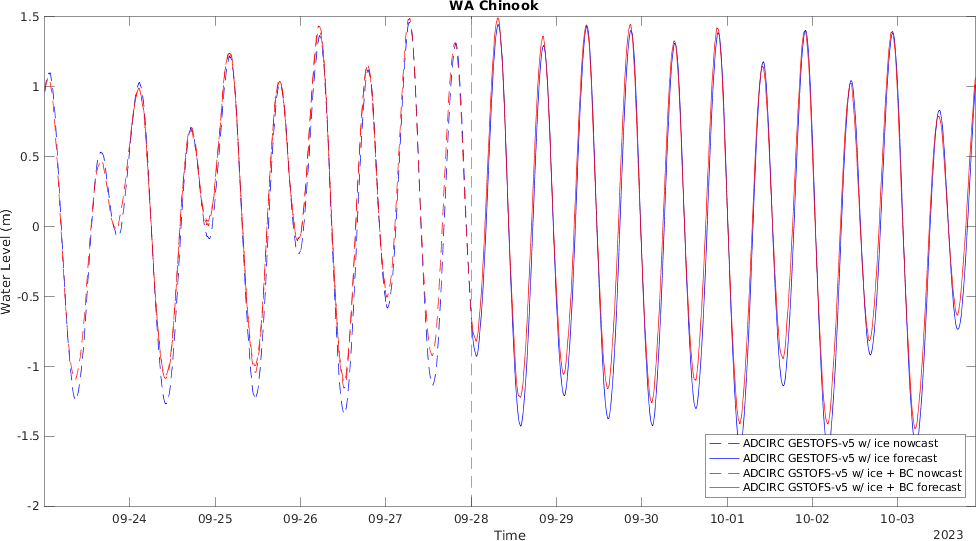 WA Chinook
1.5
1
0.5
0
-0.5
-1
-1.5
-2
Water Level (m)
09-24 09-25 09-26 09-27 09-28 09-29 09-30 10-01 10-02 10-03
Time
2023
ADCIRC GESTOFS-v5 w/ ice nowcast
ADCIRC GESTOFS-v5 w/ ice forecast
ADCIRC GSTOFS-v5 w/ ice + BC nowcast
ADCIRC GSTOFS-v5 w/ ice + BC forecast